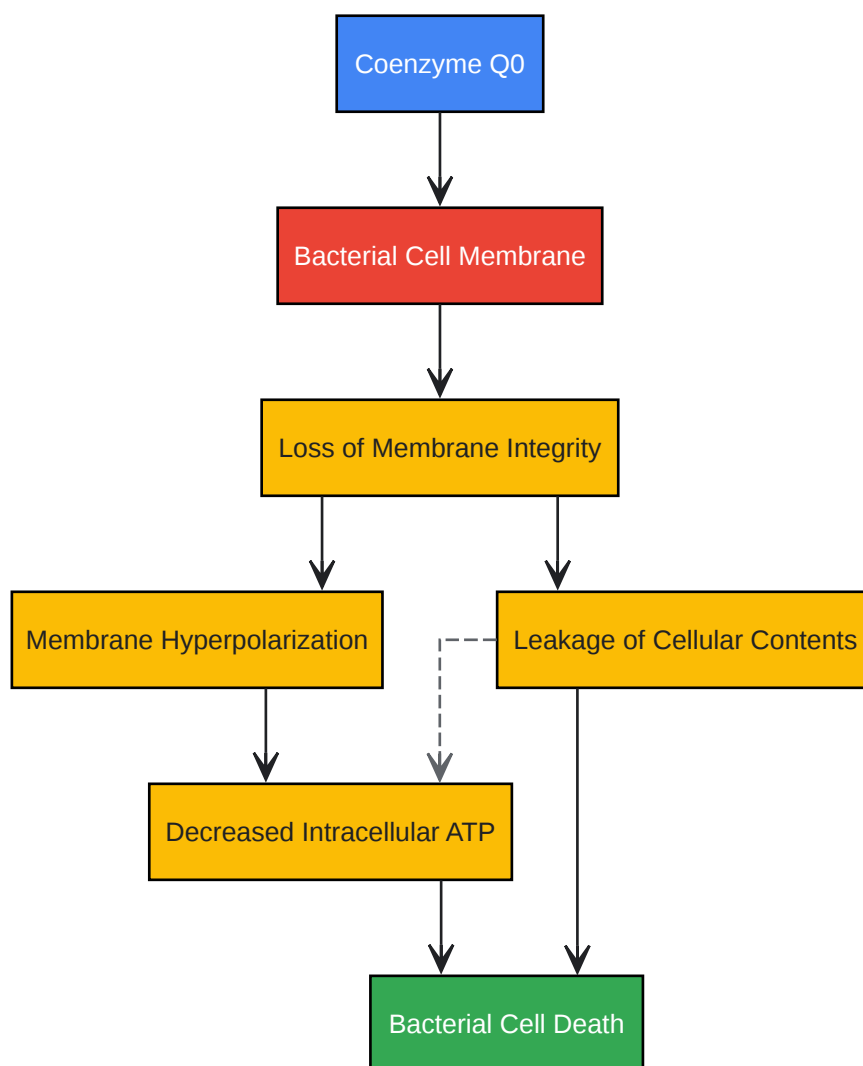 Coenzyme Q0
Bacterial Cell Membrane
Loss of Membrane Integrity
Membrane Hyperpolarization
Leakage of Cellular Contents
Decreased Intracellular ATP
Bacterial Cell Death